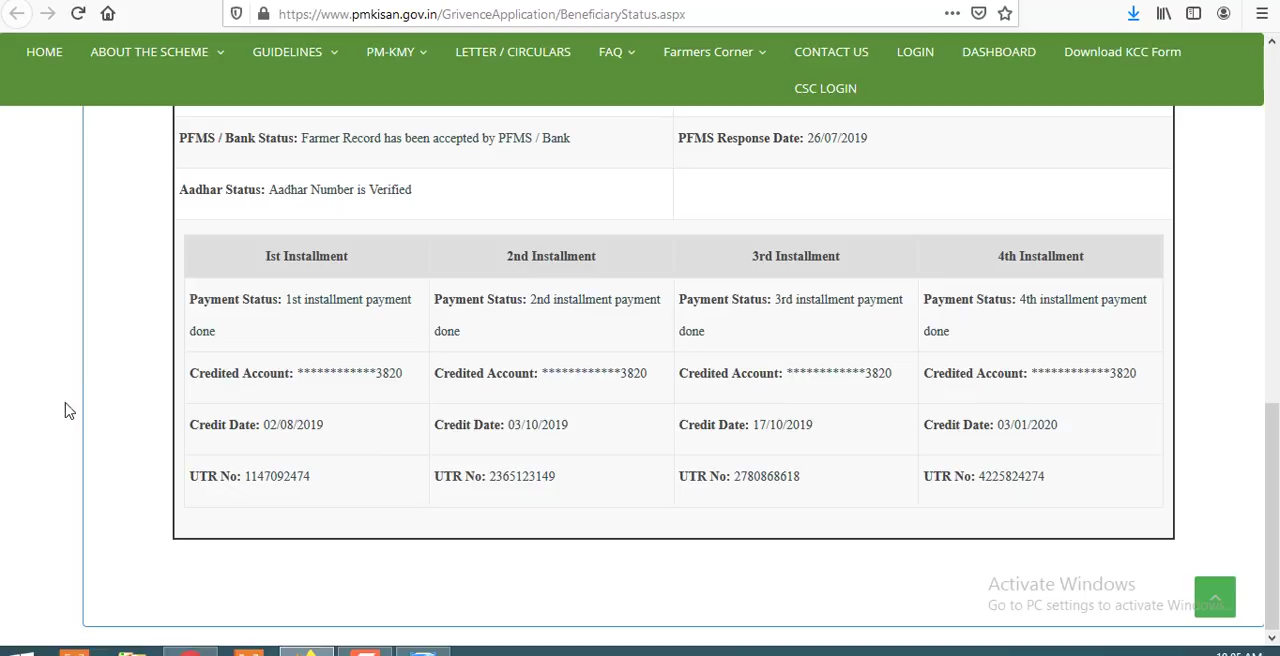 https://www.pmkisan.gov.in/GrivenceApplication/BeneficiaryStatus.aspx
HOME ABOUT THE SCHEME GUIDELINES PM-KMY LETTER / CIRCULARS FAQ Farmers Corner CONTACT US LOGIN DASHBOARD Download KCC Form
CSC LOGIN
PFMS / Bank Status: Farmer Record has been accepted by PFMS / Bank PFMS Response Date: 26/07/2019
Aadhar Status: Aadhar Number is Verified
Ist Installment 2nd Installment 3rd Installment 4th Installment
Payment Status: 1st installment payment Payment Status: 2nd installment payment Payment Status: 3rd installment payment Payment Status: 4th installment payment
done done done done
Credited Account: ************3820 Credited Account: ************3820 Credited Account: ************3820 Credited Account: ************3820
Credit Date: 02/08/2019 Credit Date: 03/10/2019 Credit Date: 17/10/2019 Credit Date: 03/01/2020
UTR No: 1147092474 UTR No: 2365123149 UTR No: 2780868618 UTR No: 4225824274
Activate Windows
Go to PC settings to activate Windows.